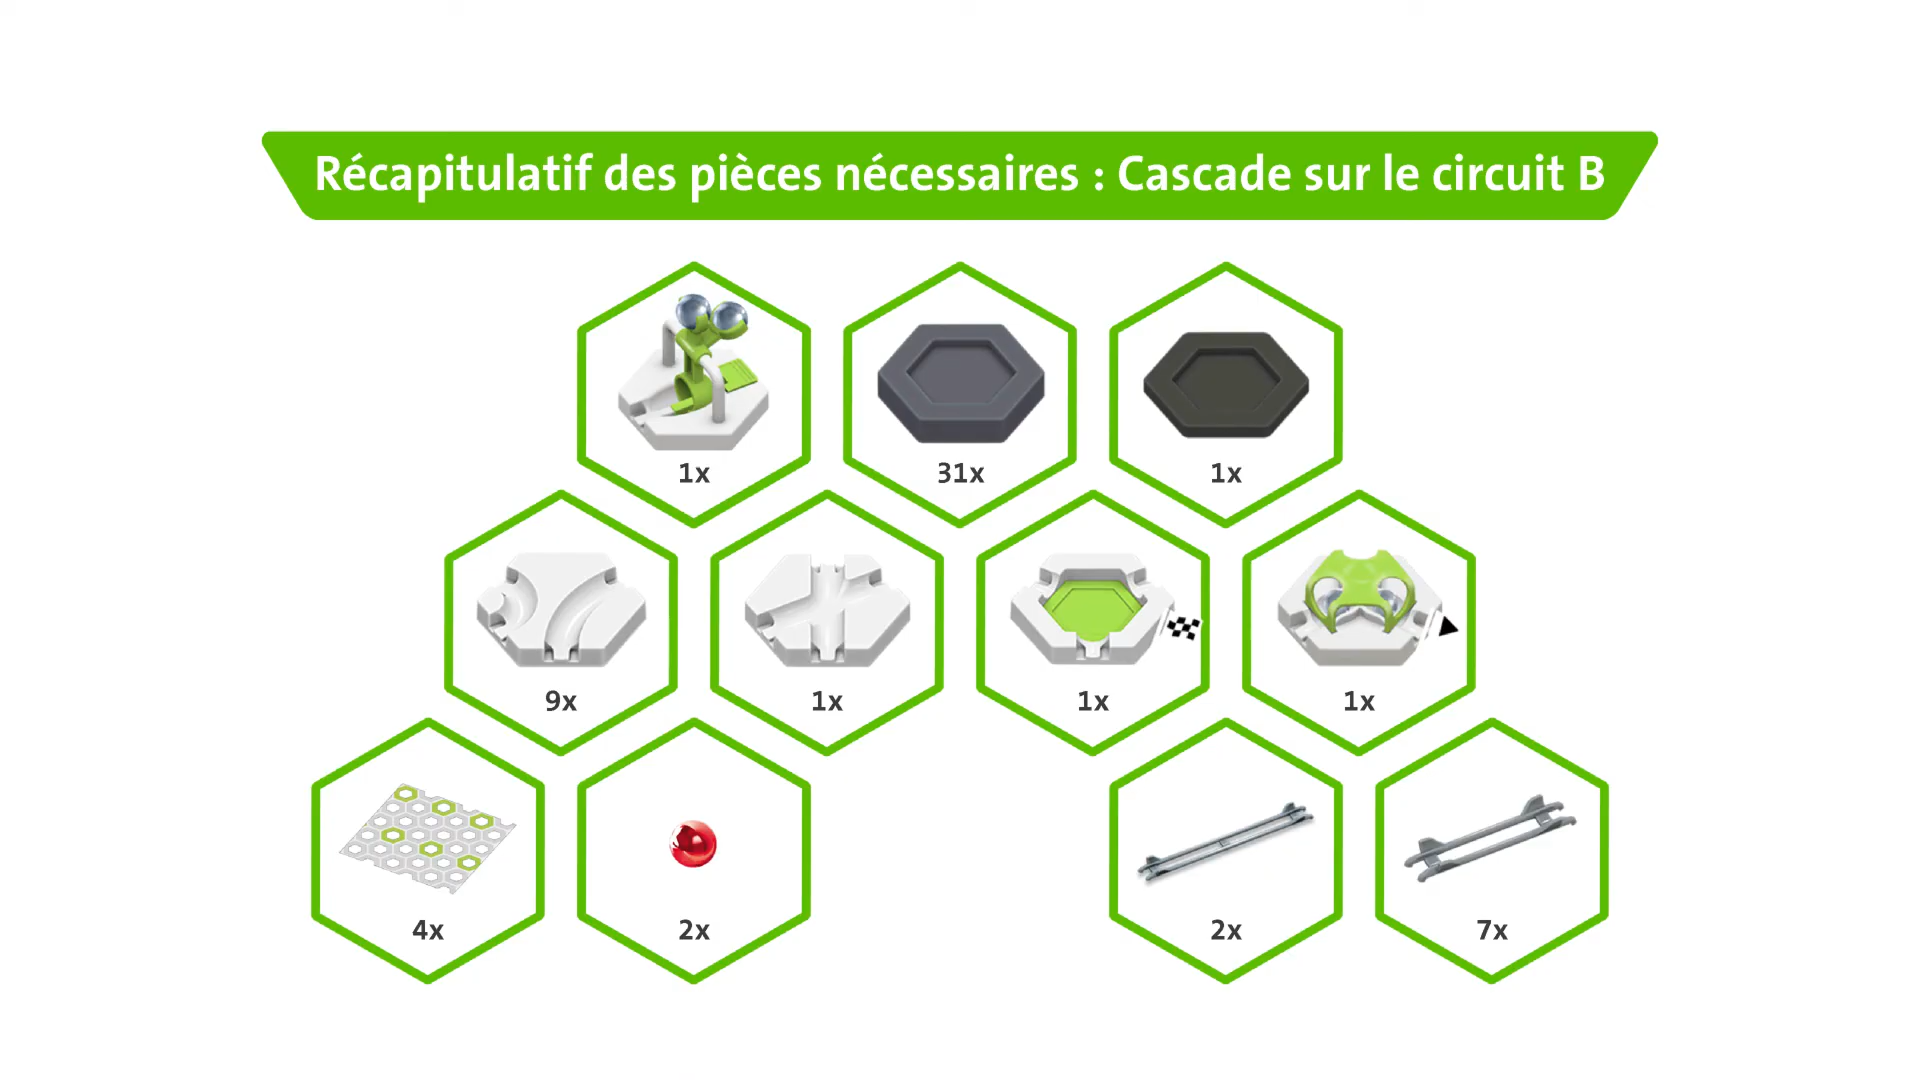 Récapitulatif des pièces nécessaires : Cascade sur le circuit B
1x
31x
1x
9x
1x
1x
1x
4x
2x
2x
7x